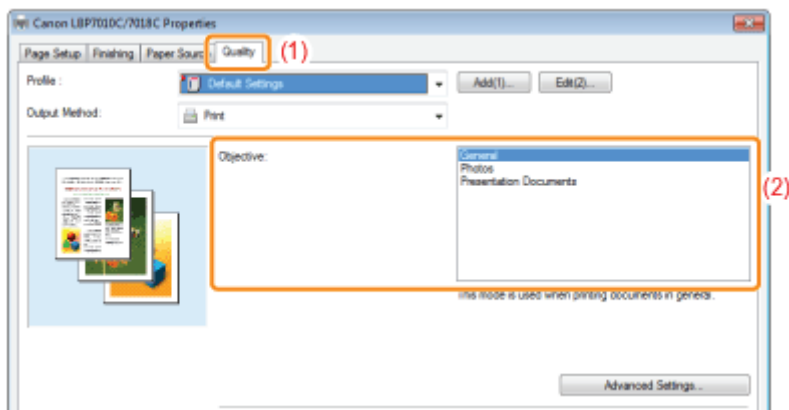 Canon LBP7010C/7018C Properties
Page Setup Finishing Paper Source Quality (1)
Profile : Default Settings Add(1)... Edit(2)...
Output Method: Print
Objective: General
Photos
Presentation Documents
(2)
This mode is used when printing documents in general.
Advanced Settings...